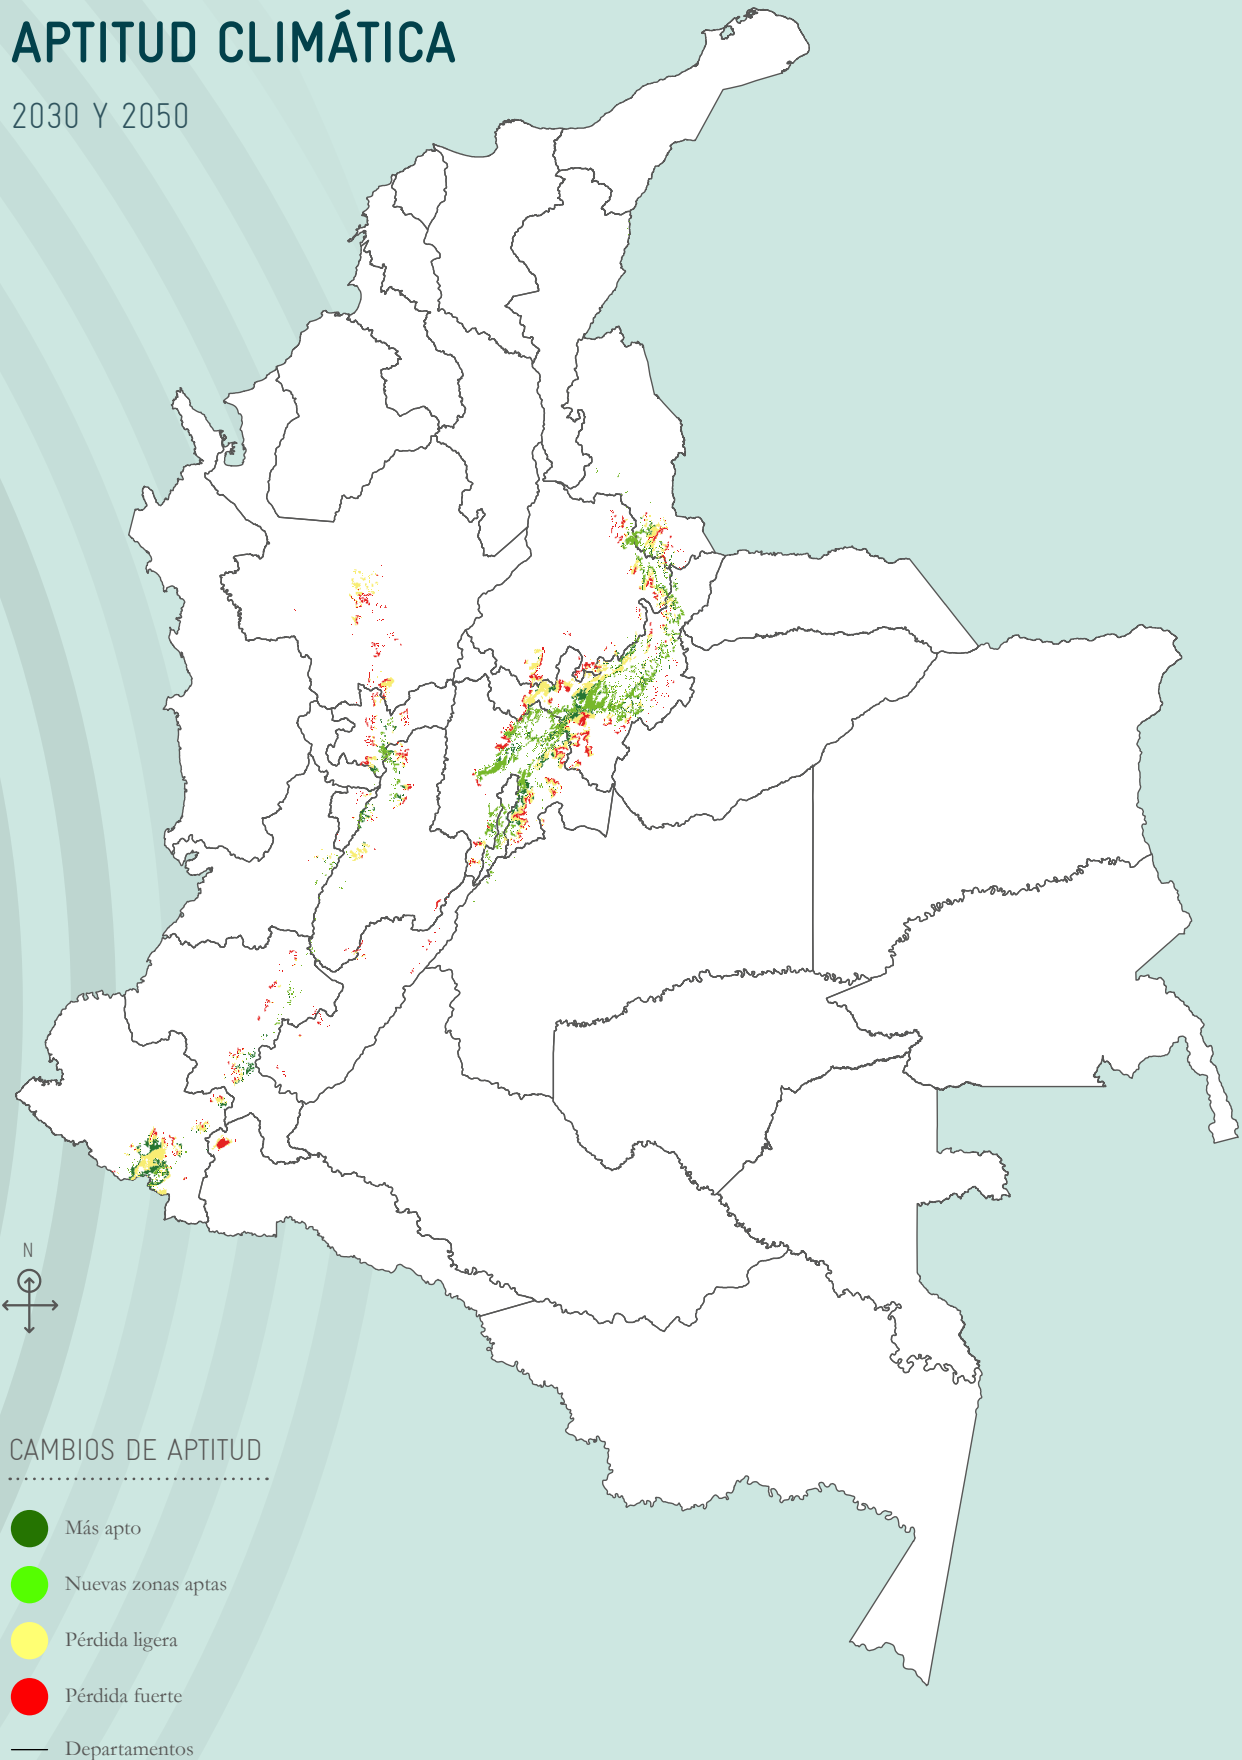 APTITUD CLIMÁTICA
2030 Y 2050
N
CAMBIOS DE APTITUD
Más apto
Nuevas zonas aptas
Pérdida ligera
Pérdida fuerte
Departamentos